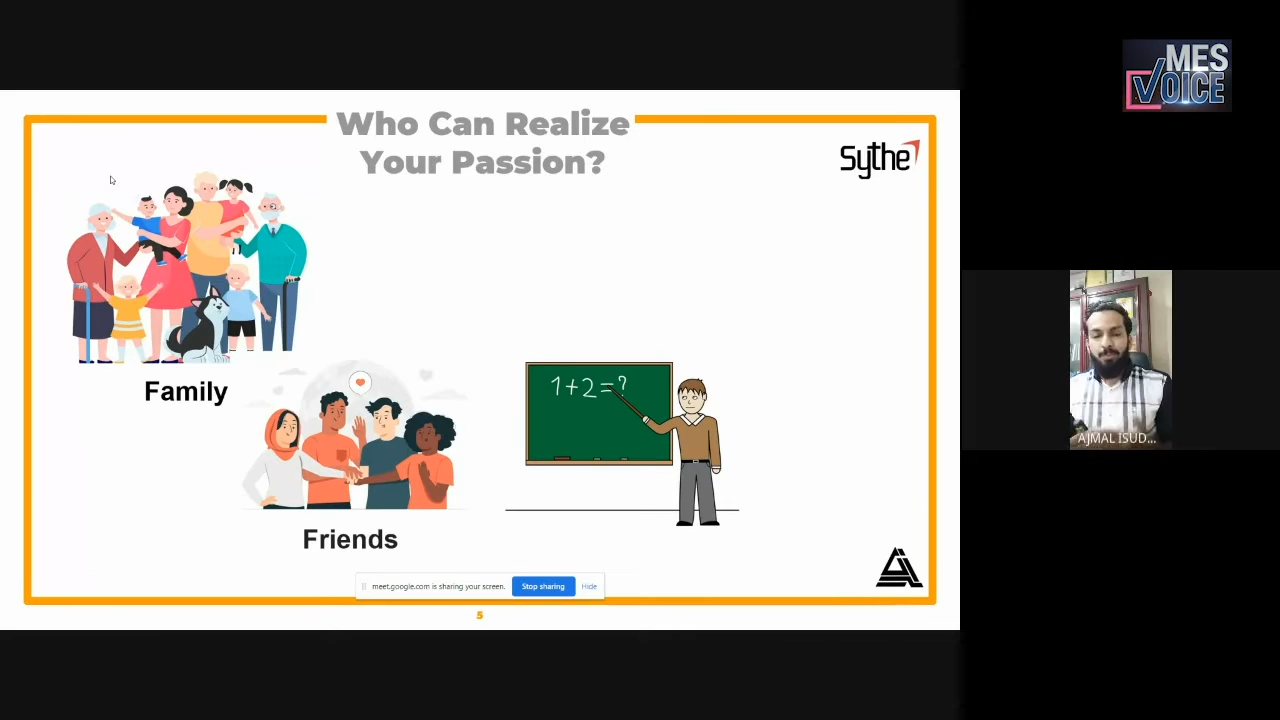 Who Can Realize
Your Passion?
Sythe
Family
1+2=?
Friends
meet.google.com is sharing your screen.
Stop sharing
Hide
5
MES
VOICE
AJMAL ISUD...